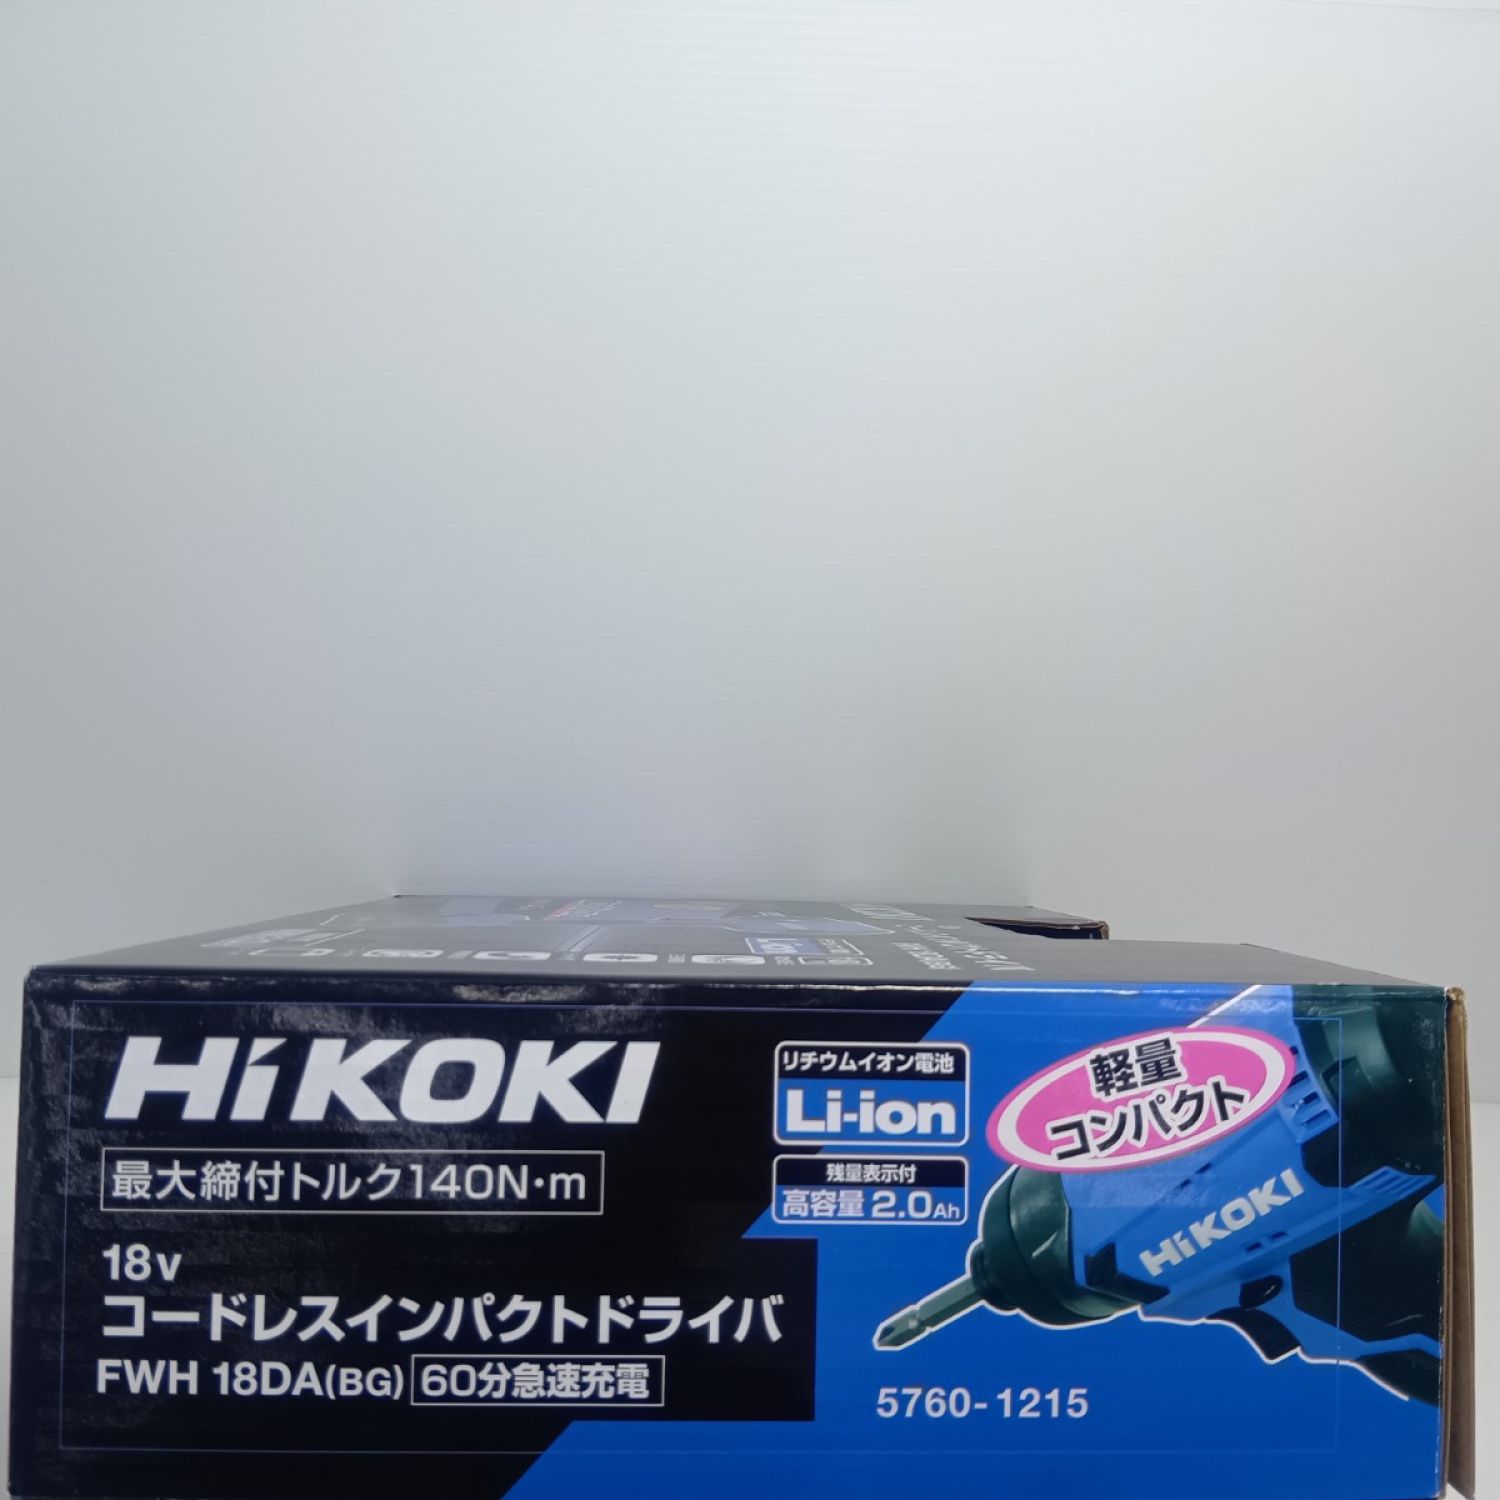 HiKOKI
最大締付トルク140N・m
18v
コードレスインパクトドライバ
FWH 18DA(BG) 60分急速充電
リチウムイオン電池
Li-ion
残量表示付
高容量 2.0Ah
軽量
コンパクト
HiKOKI
5760-1215
Li-ion